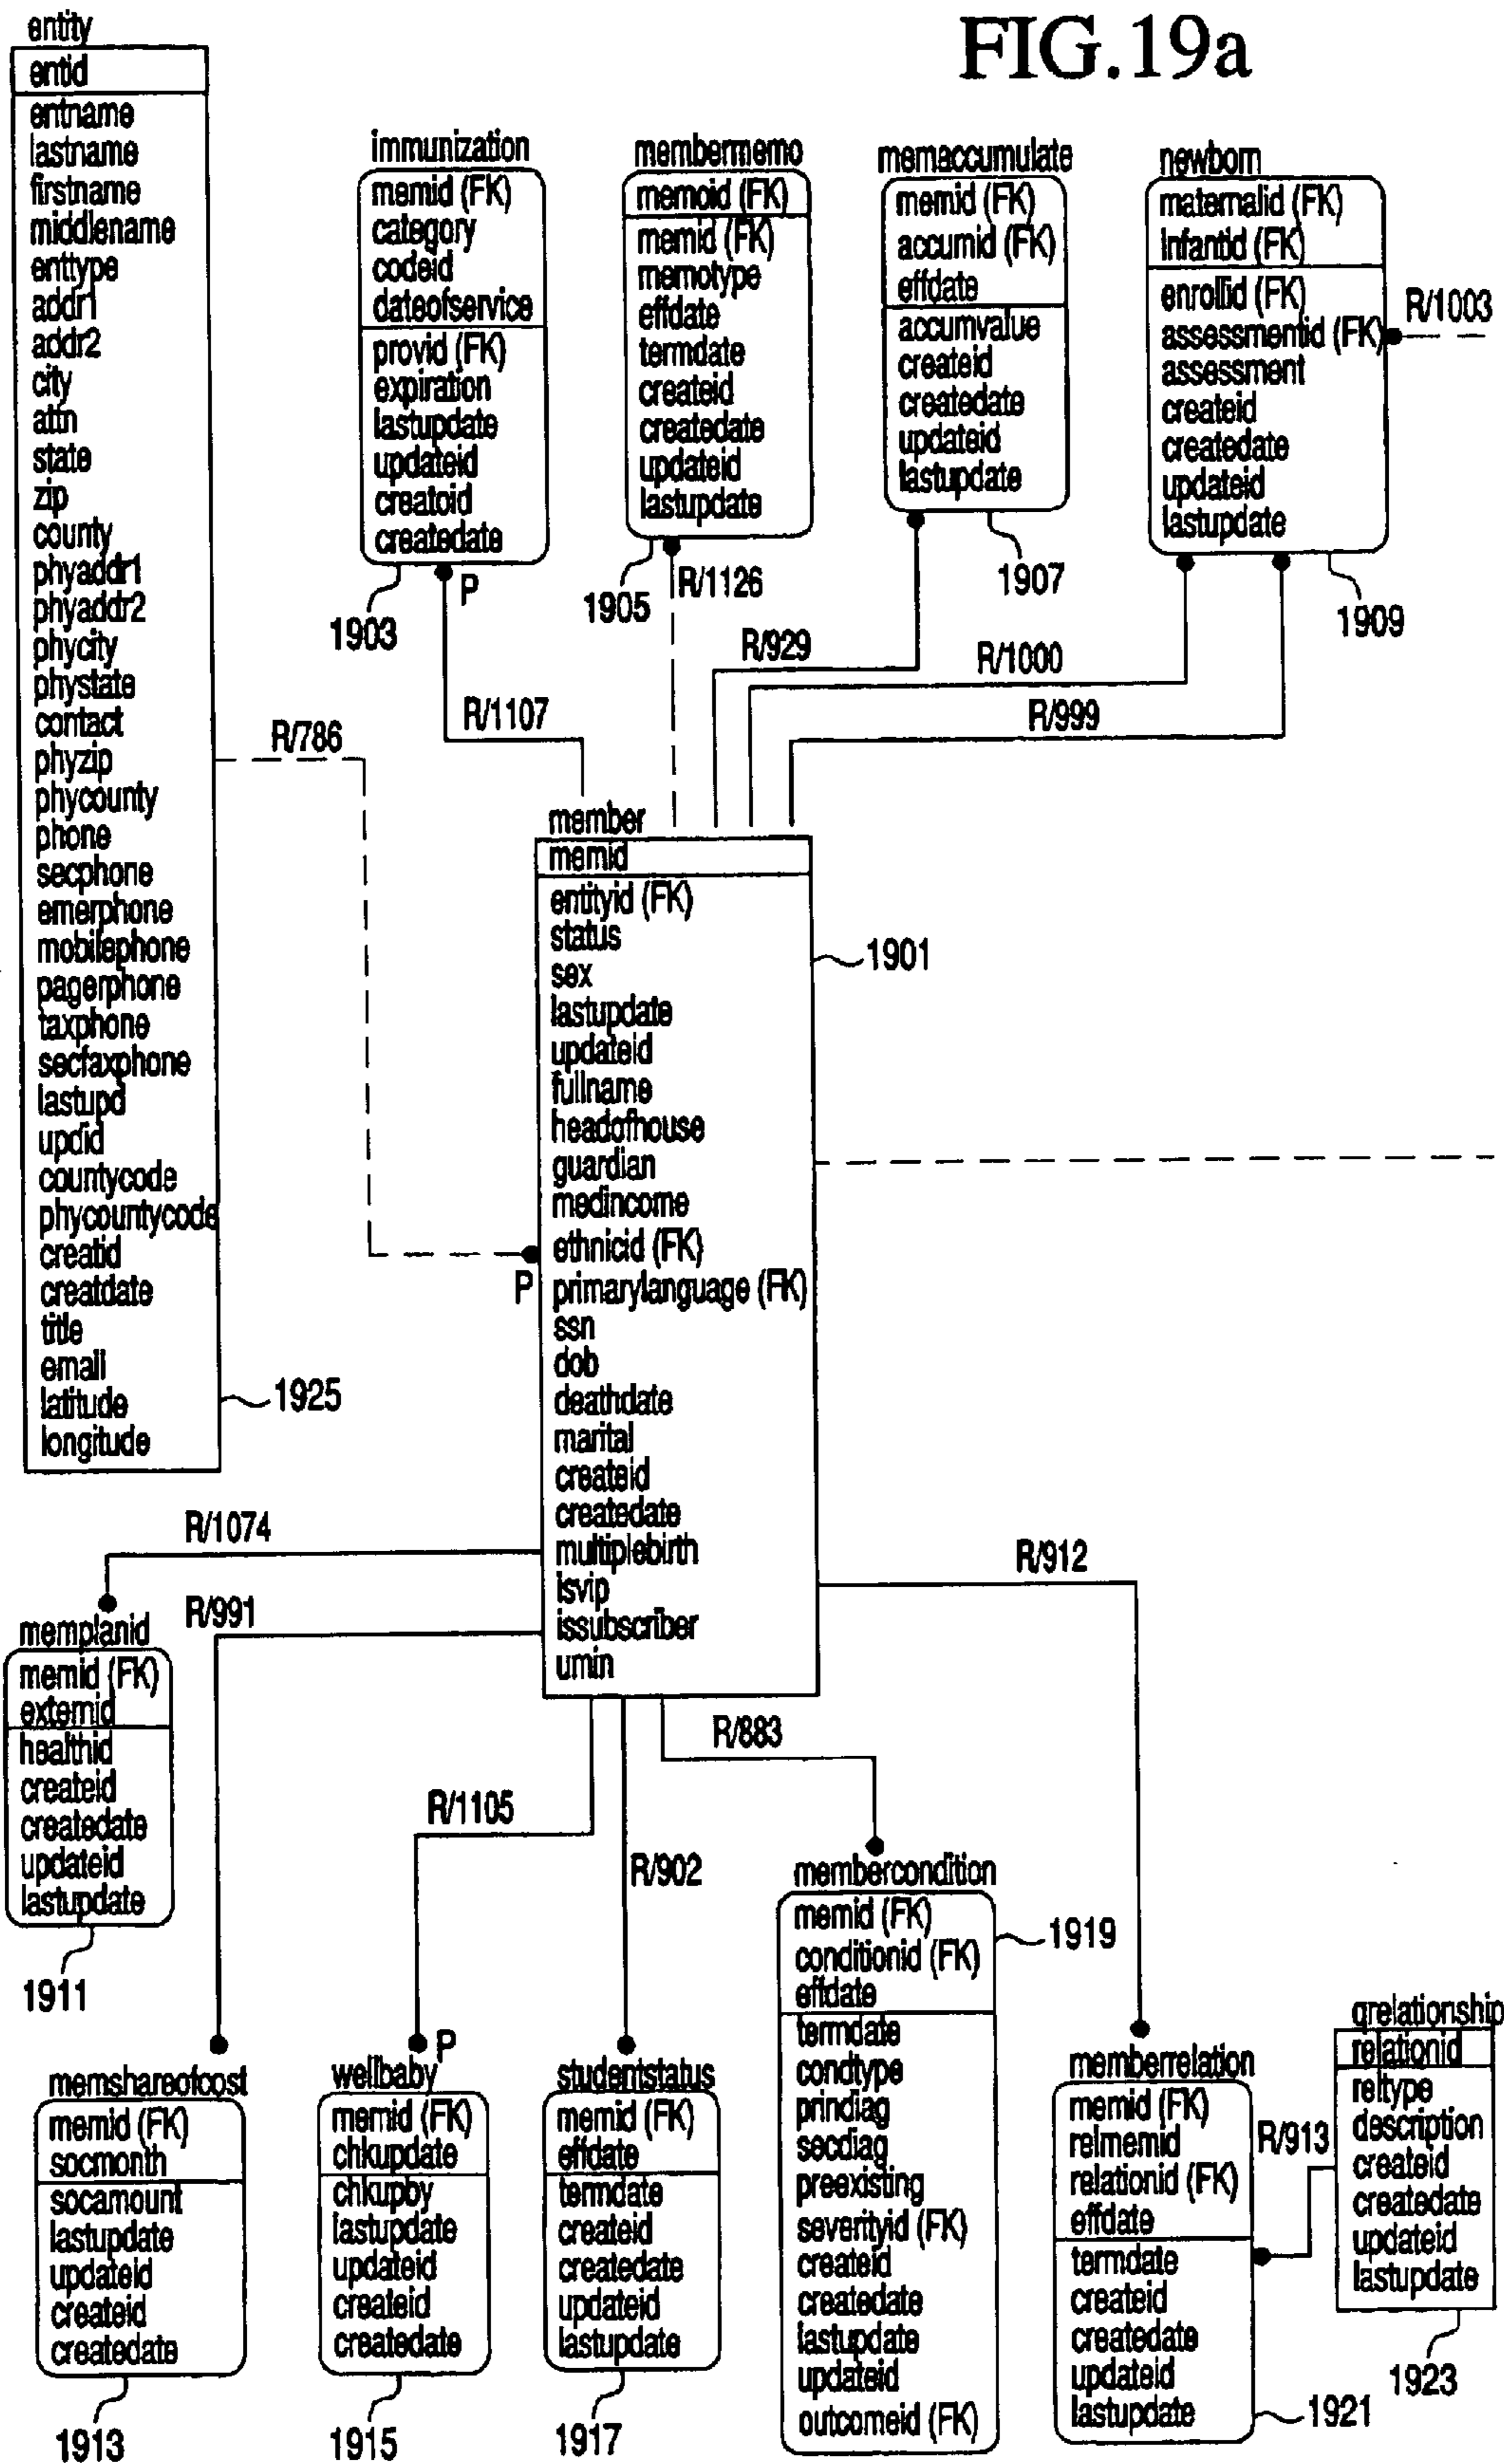 FIG.19a
entity
entid
entname
lastname
firstname
middlename
enttype
addr1
addr2
city
attn
state
zip
county
phyaddr1
phyaddr2
phycity
phystate
contact
phyzip
phycounty
phone
secphone
emerphone
mobilephone
pagerphone
taxphone
secfaxphone
lastupd
updid
countycode
phycountycode
creatid
creatdate
title
email
latitude
longitude
1925
R/786
immunization
memid (FK)
category
codeid
dateofservice
provid (FK)
expiration
lastupdate
updateid
creatoid
createdate
1903
P
R/1107
membermemo
memoid (FK)
memid (FK)
memotype
effdate
termdate
createid
createdate
updateid
lastupdate
1905
R/1126
memaccumulate
memid (FK)
accumid (FK)
effdate
accumvalue
createid
createdate
updateid
lastupdate
1907
R/929
newborn
maternalid (FK)
infantid (FK)
enrollid (FK)
assessmentid (FK)
assessment
createid
createdate
updateid
lastupdate
R/1003
1909
R/1000
R/999
member
memid
entityid (FK)
status
sex
lastupdate
updateid
fullname
headofhouse
guardian
medincome
ethnicid (FK)
primarylanguage (FK)
ssn
dob
deathdate
marital
createid
createdate
multiplebirth
isvip
issubscriber
umin
1901
P
R/1074
R/991
R/912
R/883
R/1105
R/902
memplanid
memid (FK)
externid
healthid
createid
createdate
updateid
lastupdate
1911
memshareofcost
memid (FK)
socmonth
socamount
lastupdate
updateid
createid
createdate
1913
P
wellbaby
memid (FK)
chkupdate
chkupby
lastupdate
updateid
createid
createdate
1915
studentstatus
memid (FK)
effdate
termdate
createid
createdate
updateid
lastupdate
1917
membercondition
memid (FK)
conditionid (FK)
effdate
termdate
condtype
prindiag
secdiag
preexisting
severityid (FK)
createid
createdate
lastupdate
updateid
outcomeid (FK)
1919
memberrelation
memid (FK)
relmemid
relationid (FK)
effdate
termdate
createid
createdate
updateid
lastupdate
1921
R/913
qrelationship
relationid
reltype
description
createid
createdate
updateid
lastupdate
1923